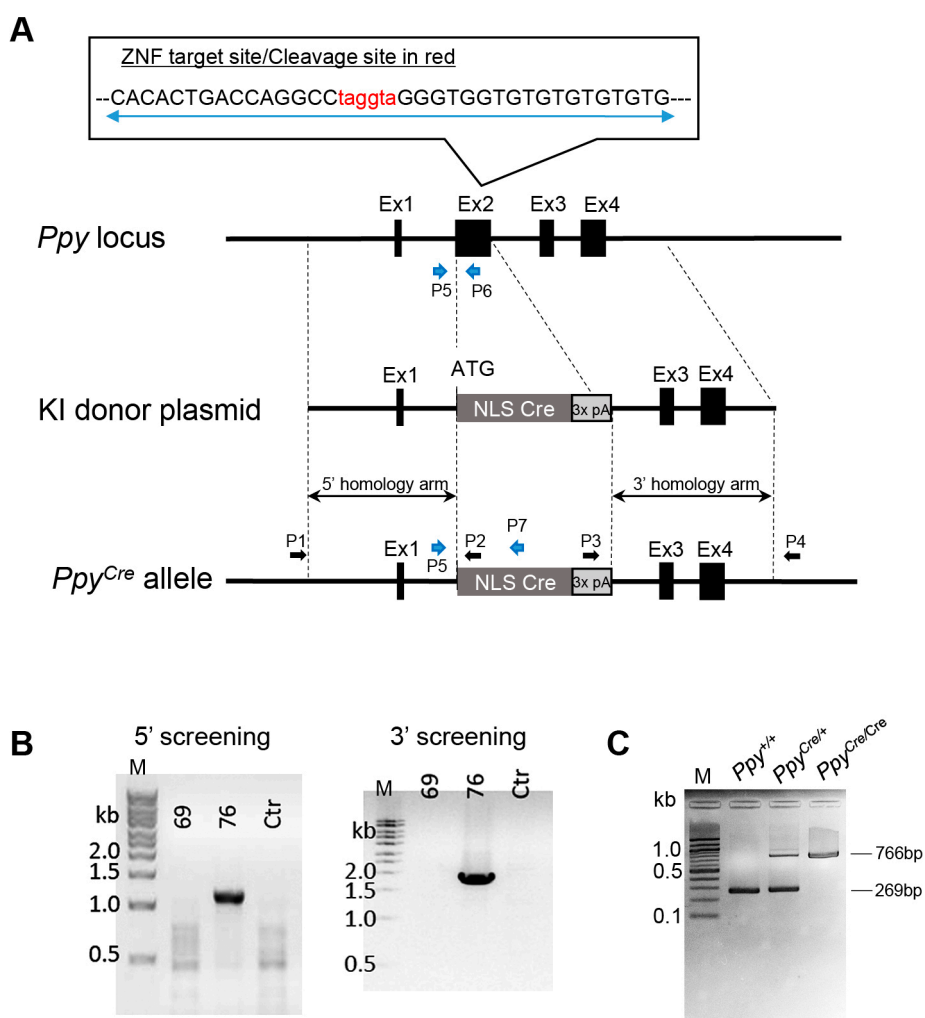 A
ZNF target site/Cleavage site in red
--CACACTGACCAGGCCtaggtaGGGTGGTGTGTGTGTGTG---
Ex1 Ex2 Ex3 Ex4
Ppy locus
P5 P6
ATG
Ex1 Ex3 Ex4
KI donor plasmid
NLS Cre 3x pA
5' homology arm 3' homology arm
P1 Ex1 P5 P2 P7 P3 Ex3 Ex4 P4
PpyCre allele
NLS Cre 3x pA
B
5' screening
M 69 76 Ctr
kb
2.0
1.5
1.0
0.5
3' screening
M 69 76 Ctr
kb
2.0
1.5
1.0
0.5
C
M Ppy+/+ PpyCre/+ PpyCre/Cre
kb
1.0
0.5
0.1
766bp
269bp